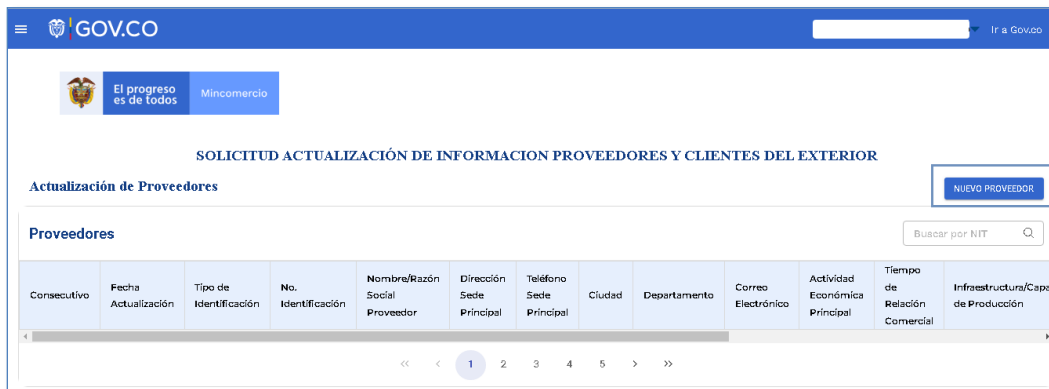 GOV.CO
Ir a Gov.co
El progreso
es de todos
Mincomercio
SOLICITUD ACTUALIZACIÓN DE INFORMACION PROVEEDORES Y CLIENTES DEL EXTERIOR
Actualización de Proveedores
NUEVO PROVEEDOR
Proveedores
Buscar por NIT
Consecutivo
Fecha
Actualización
Tipo de
Identificación
No.
Identificación
Nombre/Razón
Social
Proveedor
Dirección
Sede
Principal
Teléfono
Sede
Principal
Ciudad
Departamento
Correo
Electrónico
Actividad
Económica
Principal
Tiempo
de
Relación
Comercial
Infraestructura/Capa
de Producción
<< < 1 2 3 4 5 > >>